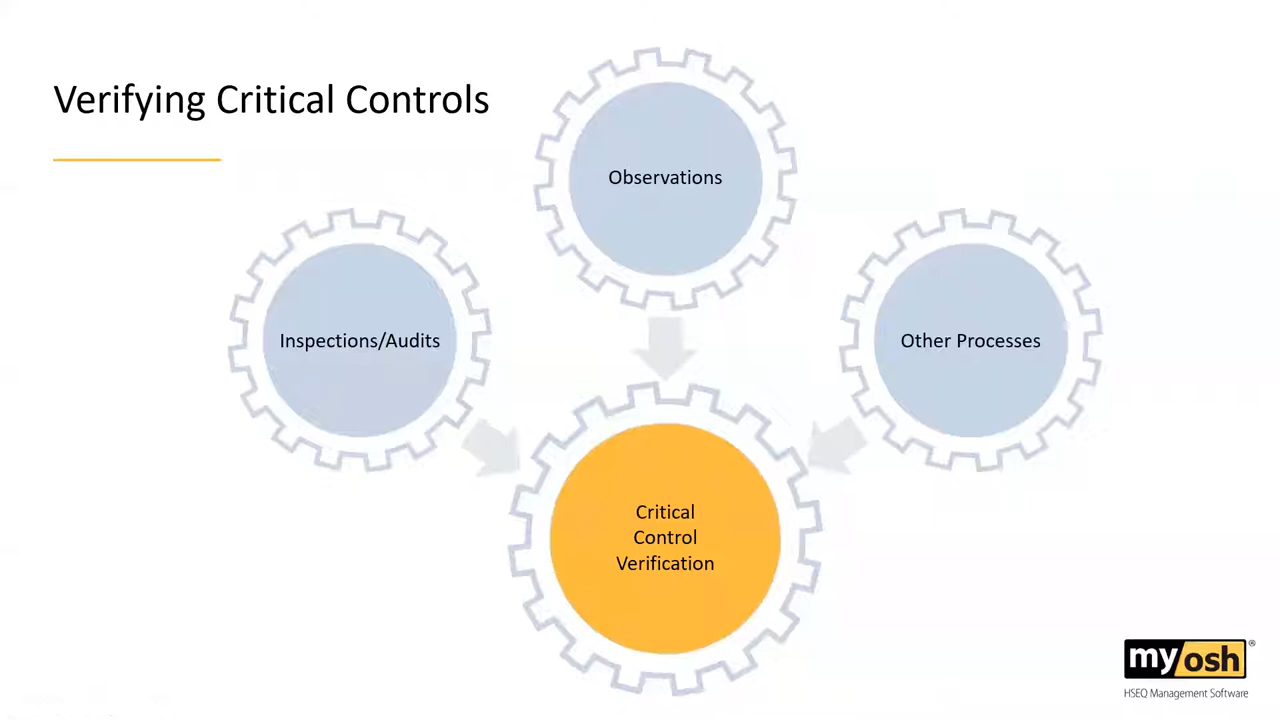 Verifying Critical Controls
Observations
Inspections/Audits
Other Processes
Critical
Control
Verification
myosh®
HSEQ Management Software